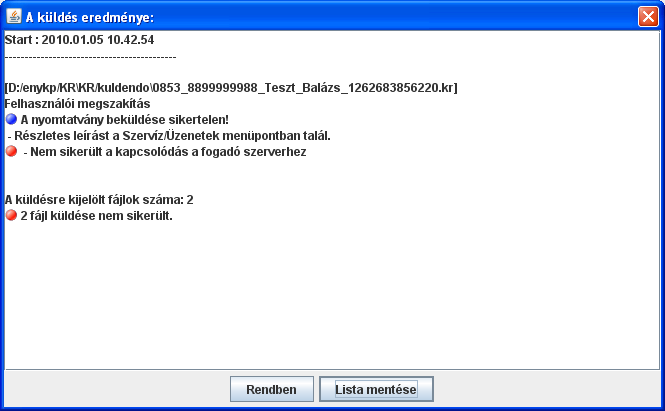 A küldés eredménye:
Start : 2010.01.05 10.42.54
-------------------------------------------
[D:/enykp/KR\KR/kuldendo\0853_8899999988_Teszt_Balázs_1262683856220.kr]
Felhasználói megszakítás
A nyomtatvány beküldése sikertelen!
- Részletes leírást a Szervíz/Üzenetek menüpontban talál.
- Nem sikerült a kapcsolódás a fogadó szerverhez
A küldésre kijelölt fájlok száma: 2
2 fájl küldése nem sikerült.
Rendben
Lista mentése